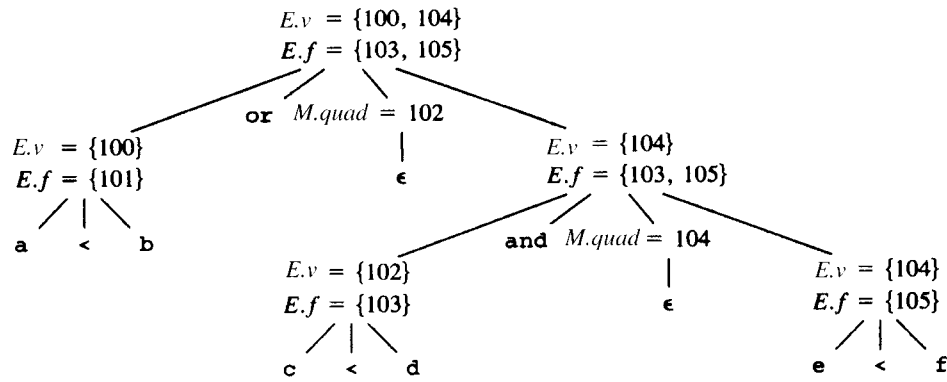 E.v = {100, 104}
E.f = {103, 105}
or M.quad = 102
E.v = {100}
E.f = {101}
ϵ
E.v = {104}
E.f = {103, 105}
a < b
and M.quad = 104
E.v = {102}
E.f = {103}
ϵ
E.v = {104}
E.f = {105}
c < d
e < f